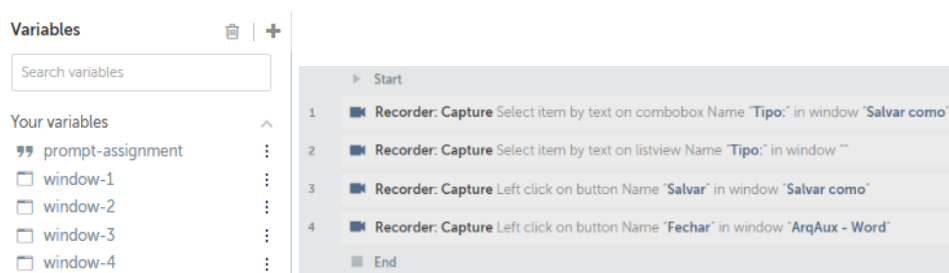 Variables
Search variables
Your variables
prompt-assignment
window-1
window-2
window-3
window-4
Start
1 Recorder: Capture Select item by text on combobox Name "Tipo:" in window "Salvar como"
2 Recorder: Capture Select item by text on listview Name "Tipo:" in window ""
3 Recorder: Capture Left click on button Name "Salvar" in window "Salvar como"
4 Recorder: Capture Left click on button Name "Fechar" in window "ArqAux - Word"
End